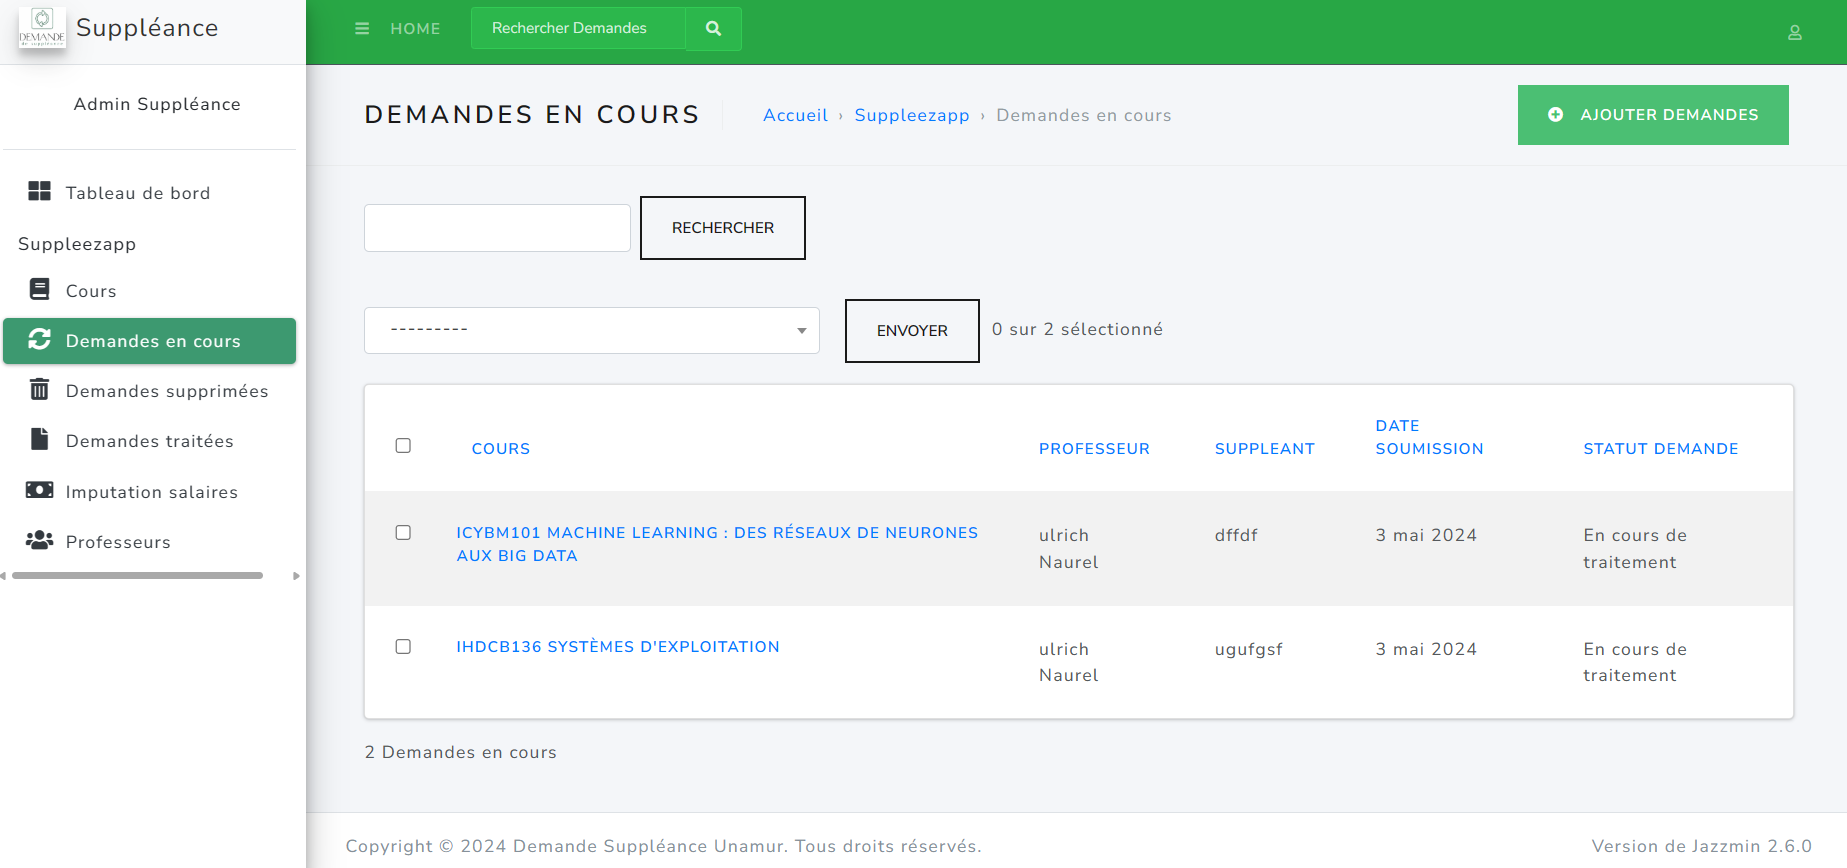 DEMANDE
de suppléance
Suppléance
HOME
Rechercher Demandes
Admin Suppléance
Tableau de bord
Suppleezapp
Cours
Demandes en cours
Demandes supprimées
Demandes traitées
Imputation salaires
Professeurs
DEMANDES EN COURS
Accueil › Suppleezapp › Demandes en cours
AJOUTER DEMANDES
RECHERCHER
---------
ENVOYER
0 sur 2 sélectionné
COURS
PROFESSEUR
SUPPLEANT
DATE
SOUMISSION
STATUT DEMANDE
ICYBM101 MACHINE LEARNING : DES RÉSEAUX DE NEURONES
AUX BIG DATA
ulrich
Naurel
dffdf
3 mai 2024
En cours de
traitement
IHDCB136 SYSTÈMES D'EXPLOITATION
ulrich
Naurel
ugufgsf
3 mai 2024
En cours de
traitement
2 Demandes en cours
Copyright © 2024 Demande Suppléance Unamur. Tous droits réservés.
Version de Jazzmin 2.6.0